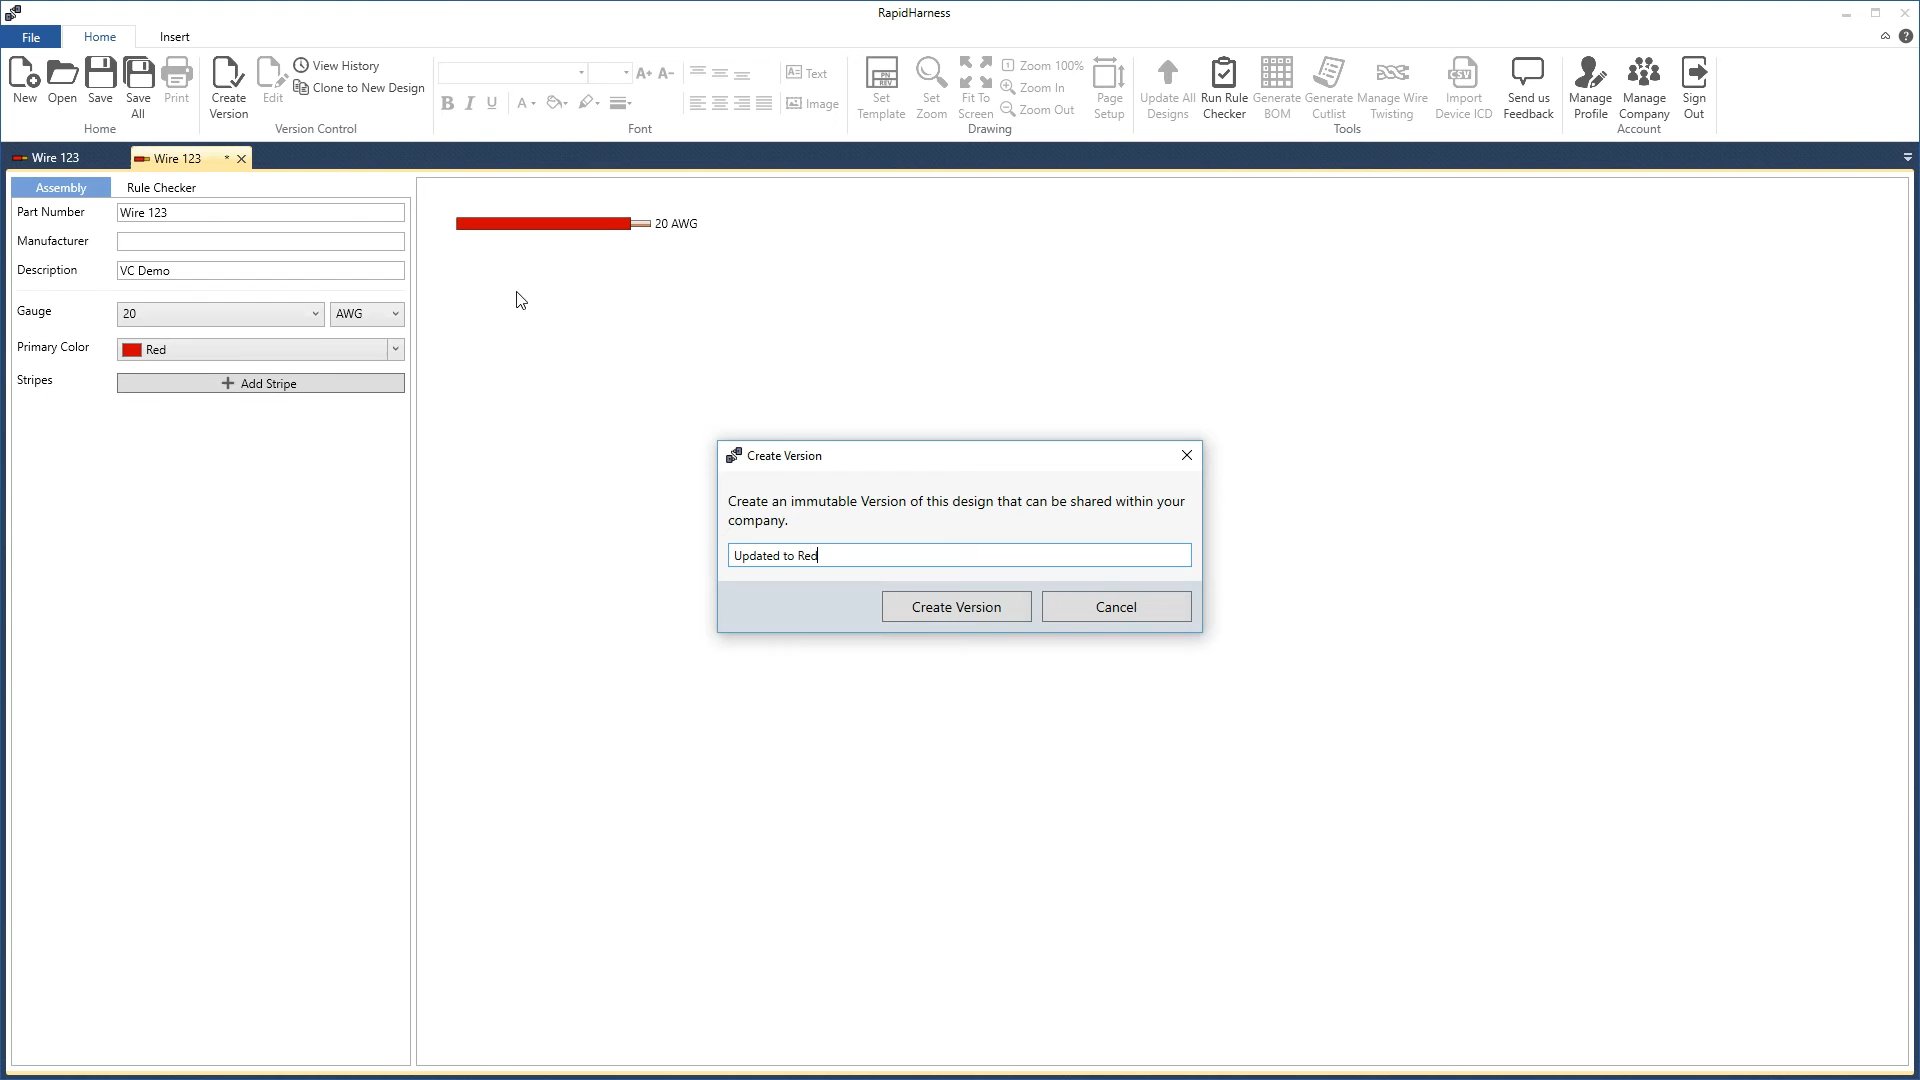 RapidHarness
File Home Insert
New Open Save Save All Print
Home
Create Version Edit View History
Clone to New Design
Version Control
A+ A-
B I U A
Text
Image
Font
Set Template Set Zoom Fit To Screen 1 Zoom 100%
Zoom In
Zoom Out
Page Setup
Drawing
Update All Designs Run Rule Checker Generate BOM Generate Cutlist Manage Wire Twisting CSV Import Device ICD Send us Feedback
Tools
Manage Profile Manage Company Sign Out
Account
PN
REV
?
Wire 123 Wire 123 *
Assembly Rule Checker
Part Number Wire 123
Manufacturer
Description VC Demo
Gauge 20 AWG
Primary Color Red
Stripes + Add Stripe
20 AWG
Create Version
Create an immutable Version of this design that can be shared within your
company.
Updated to Red
Create Version Cancel